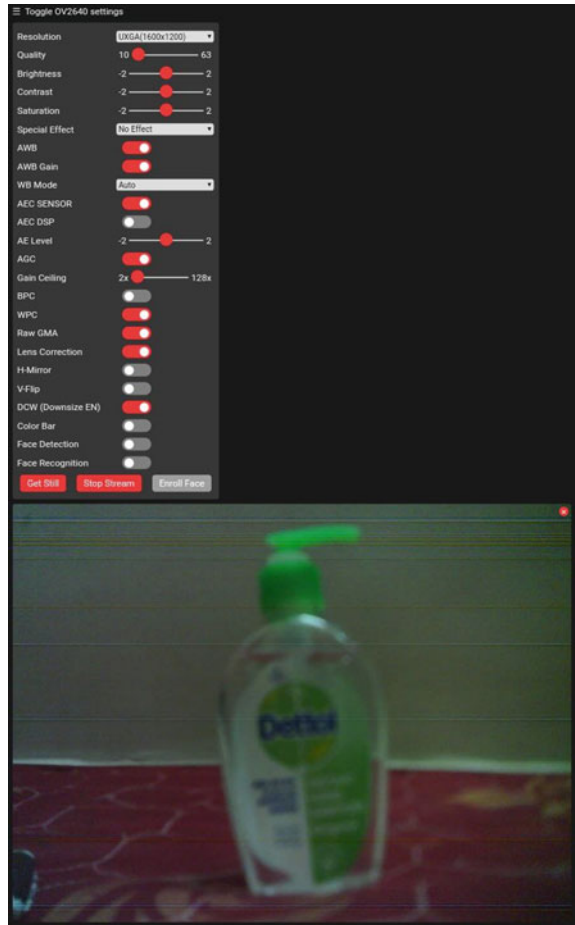 ☰ Toggle OV2640 settings
Resolution UXGA(1600x1200)
Quality 10 63
Brightness -2 2
Contrast -2 2
Saturation -2 2
Special Effect No Effect
AWB
AWB Gain
WB Mode Auto
AEC SENSOR
AEC DSP
AE Level -2 2
AGC
Gain Ceiling 2x 128x
BPC
WPC
Raw GMA
Lens Correction
H-Mirror
V-Flip
DCW (Downsize EN)
Color Bar
Face Detection
Face Recognition
Get Still Stop Stream Enroll Face
Dettol